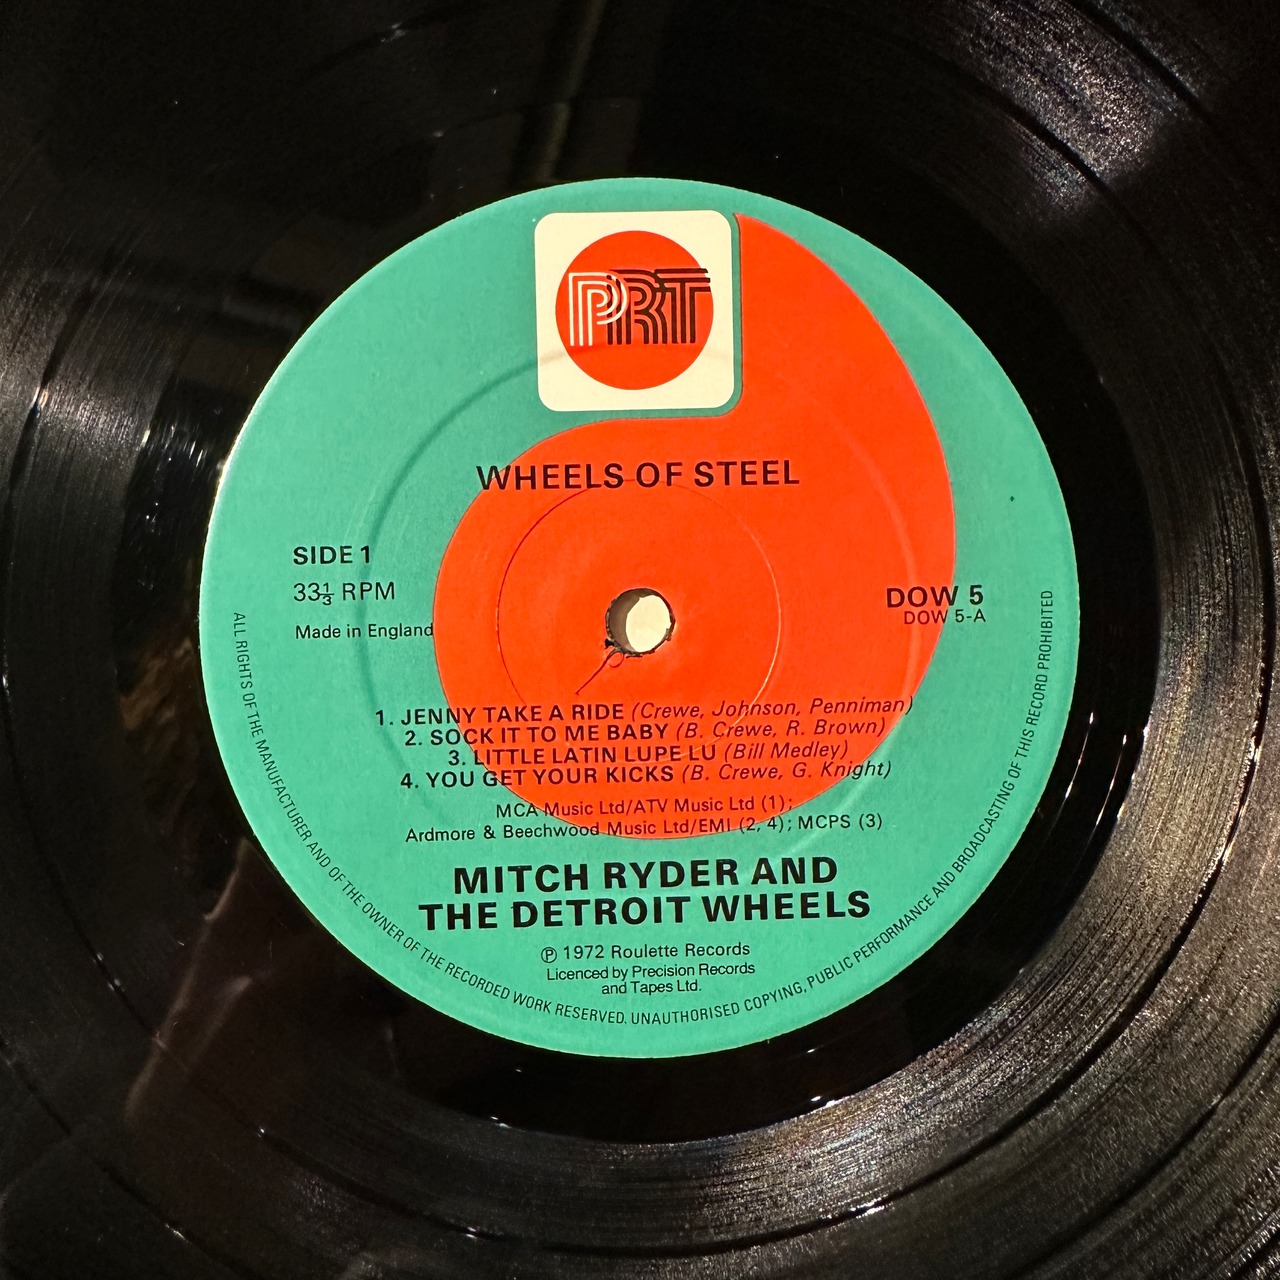 PRT
WHEELS OF STEEL
SIDE 1
33⅓ RPM
Made in England
DOW 5
DOW 5-A
1. JENNY TAKE A RIDE (Crewe, Johnson, Penniman)
2. SOCK IT TO ME BABY (B. Crewe, R. Brown)
3. LITTLE LATIN LUPE LU (Bill Medley)
4. YOU GET YOUR KICKS (B. Crewe, G. Knight)
MCA Music Ltd/ATV Music Ltd (1);
Ardmore & Beechwood Music Ltd/EMI (2, 4); MCPS (3)
MITCH RYDER AND
THE DETROIT WHEELS
℗ 1972 Roulette Records
Licenced by Precision Records
and Tapes Ltd.
ALL RIGHTS OF THE MANUFACTURER AND OF THE OWNER OF THE RECORDED WORK RESERVED. UNAUTHORISED COPYING, PUBLIC PERFORMANCE AND BROADCASTING OF THIS RECORD PROHIBITED